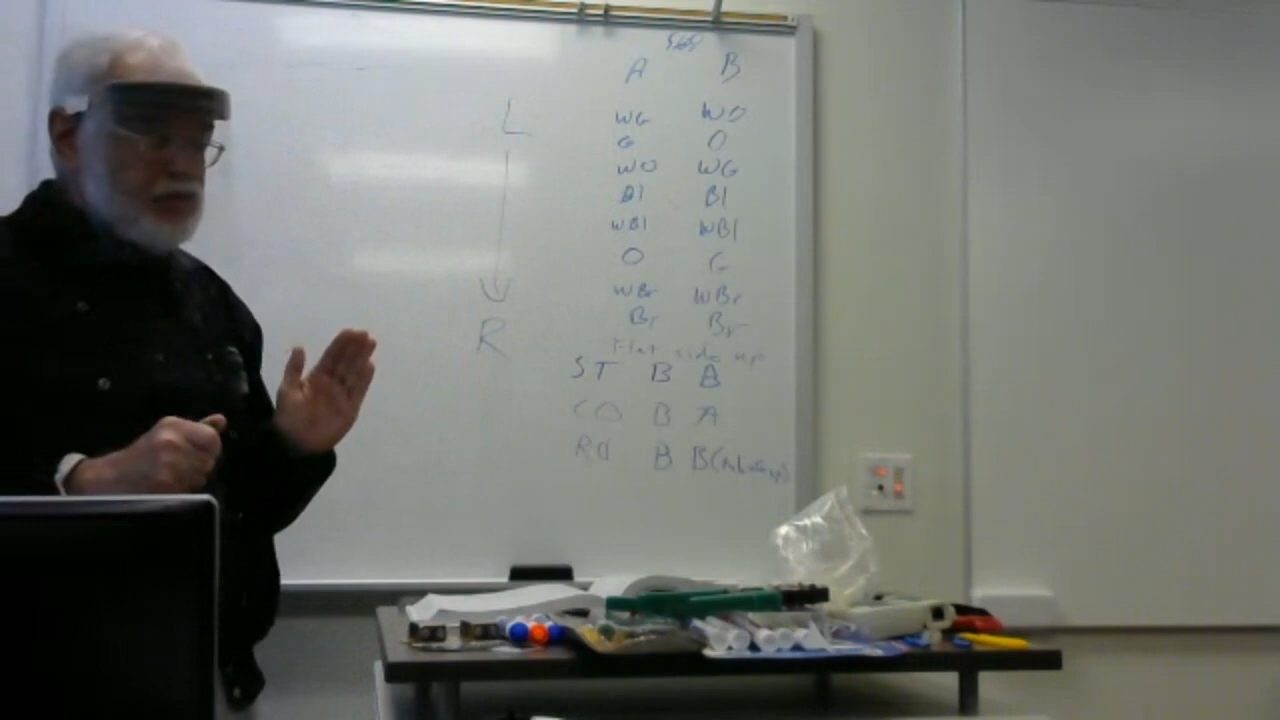 568
A B
L
WG WO
G O
WO WG
Bl Bl
WBl WBl
O G
WBr WBr
Br Br
R
Flat side up
ST B B
CO B A
RO B B(